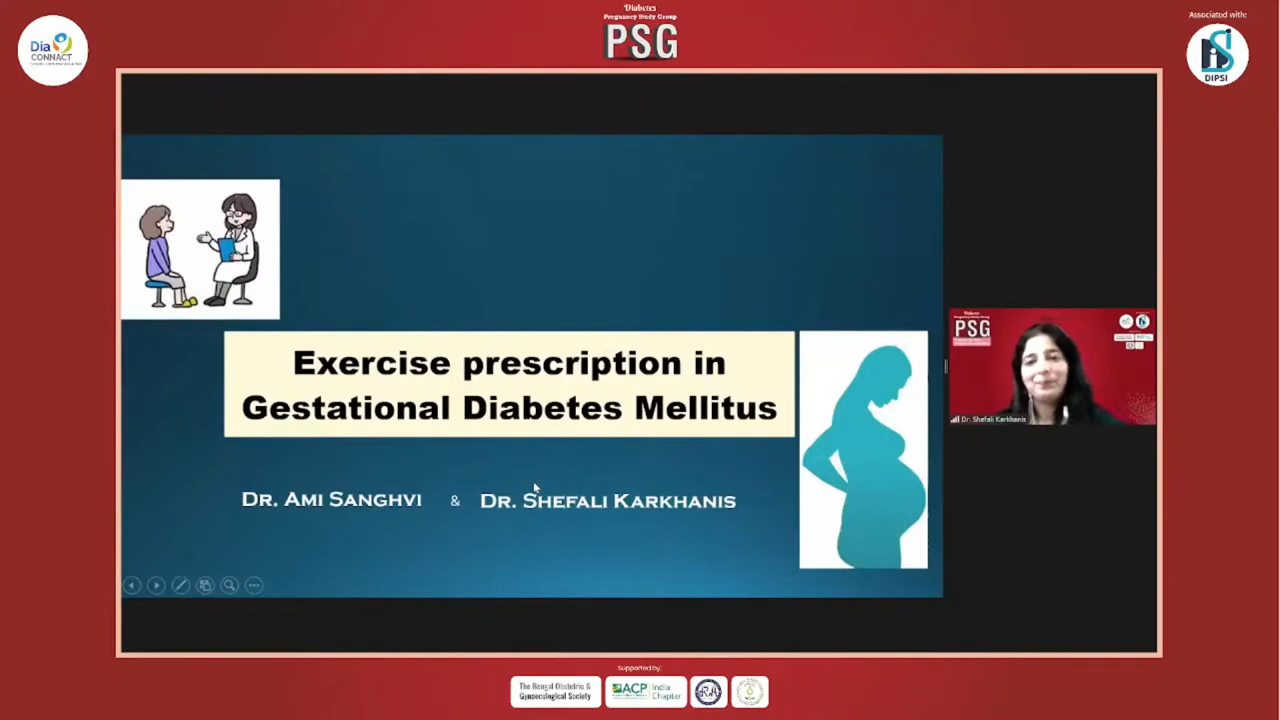 Diabetes
Pregnancy Study Group
PSG
Dia
CONNACT
Associated with:
DIPSI
Exercise prescription in
Gestational Diabetes Mellitus
DR. AMI SANGHVI & DR. SHEFALI KARKHANIS
PSG
Dr. Shefali Karkhanis
Supported by:
The Bengal Obstetric &
Gynaecological Society
ACP India
Chapter